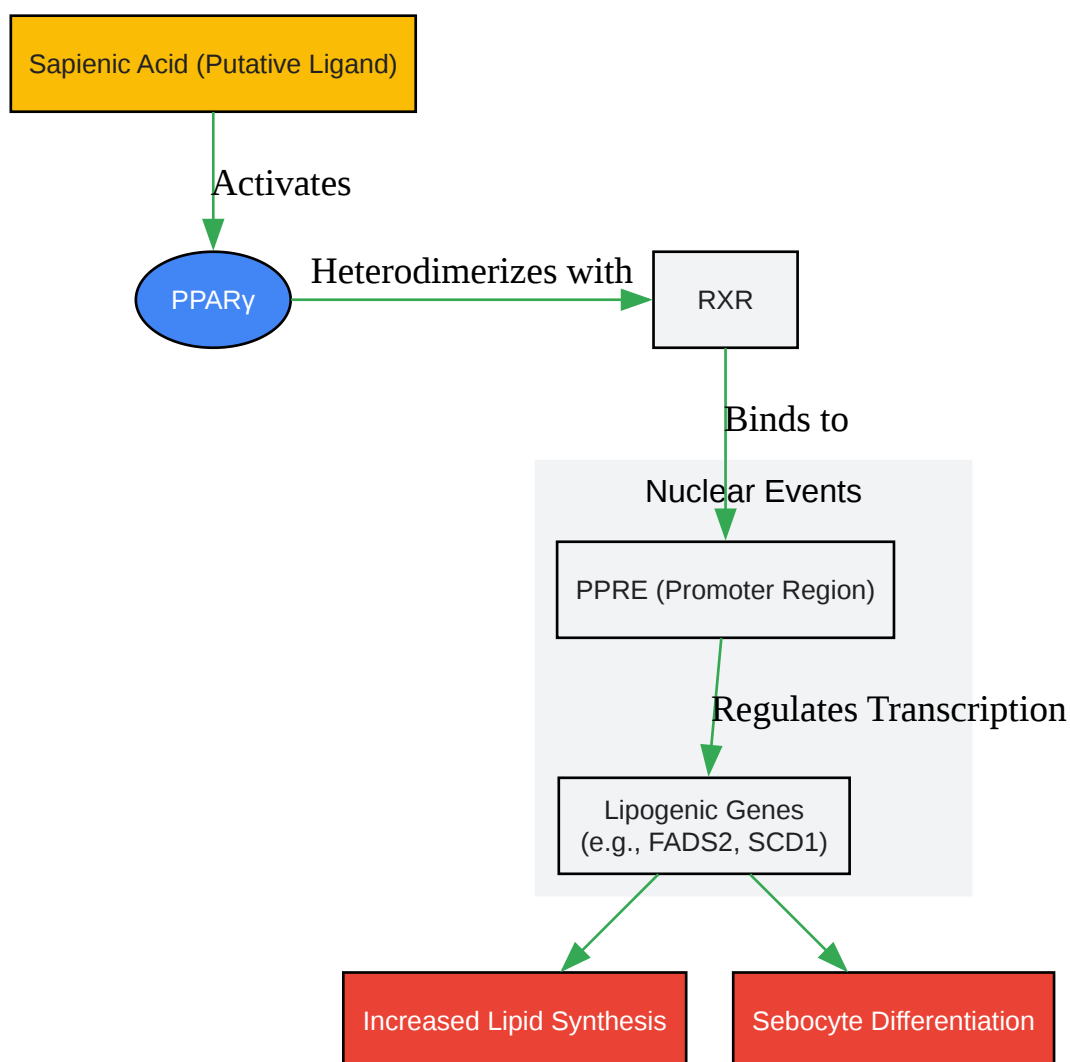 Sapienic Acid (Putative Ligand)
Activates
PPARγ
Heterodimerizes with
RXR
Binds to
Nuclear Events
PPRE (Promoter Region)
Regulates Transcription
Lipogenic Genes
(e.g., FADS2, SCD1)
Increased Lipid Synthesis
Sebocyte Differentiation